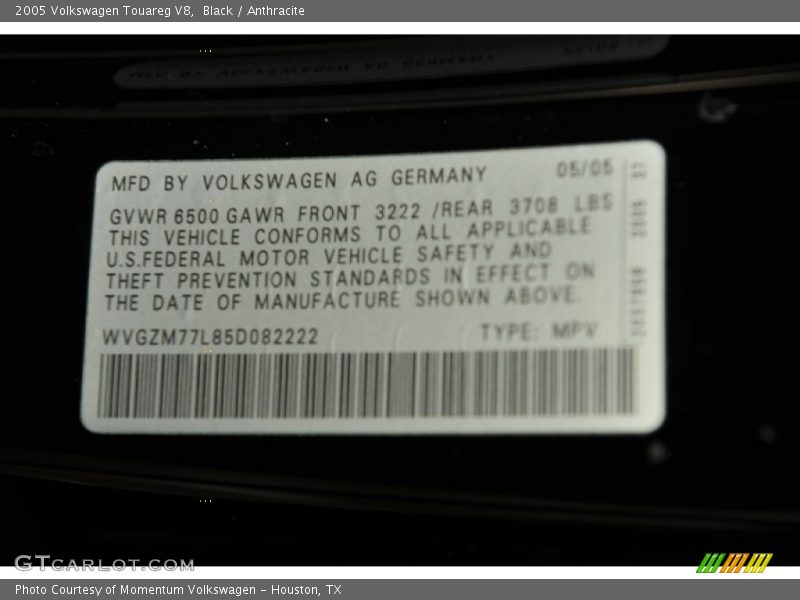 2005 Volkswagen Touareg V8, Black / Anthracite
MFD BY VOLKSWAGEN AG GERMANY 05/05
GVWR 6500 GAWR FRONT 3222 /REAR 3708 LBS
THIS VEHICLE CONFORMS TO ALL APPLICABLE
U.S.FEDERAL MOTOR VEHICLE SAFETY AND
THEFT PREVENTION STANDARDS IN EFFECT ON
THE DATE OF MANUFACTURE SHOWN ABOVE.
WVGZM77L85D082222 TYPE: MPV
GTCARLOT.COM
Photo Courtesy of Momentum Volkswagen - Houston, TX